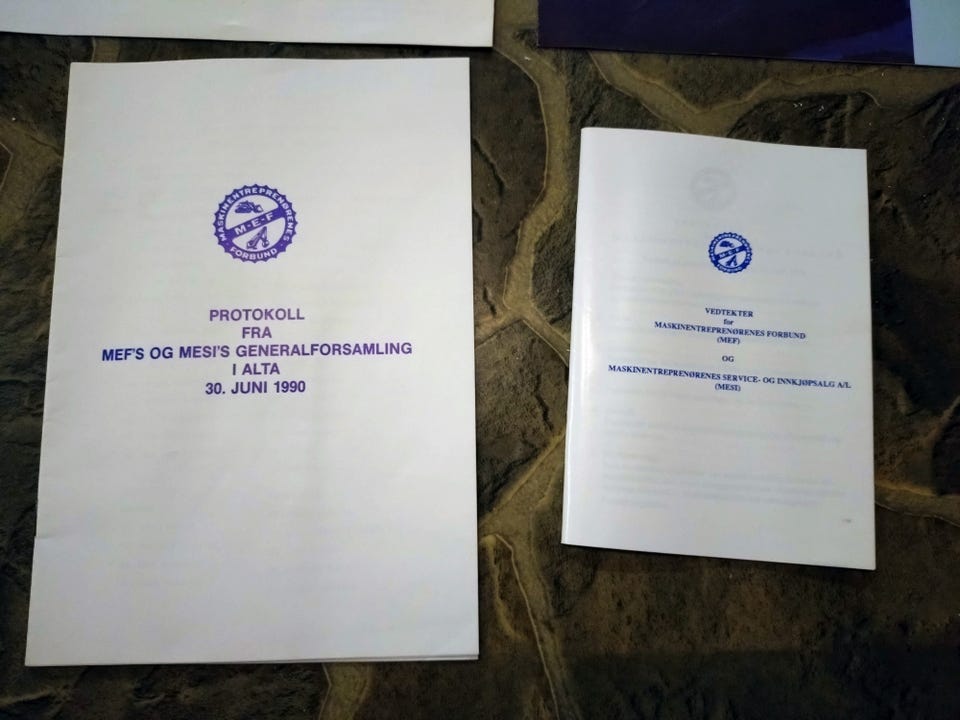 MASKINENTREPRENØRENES
M-E-F
FORBUND
PROTOKOLL
FRA
MEF'S OG MESI'S GENERALFORSAMLING
I ALTA
30. JUNI 1990
M-E-F
VEDTEKTER
for
MASKINENTREPRENØRENES FORBUND
(MEF)
OG
MASKINENTREPRENØRENES SERVICE- OG INNKJØPSALG A/L
(MESI)